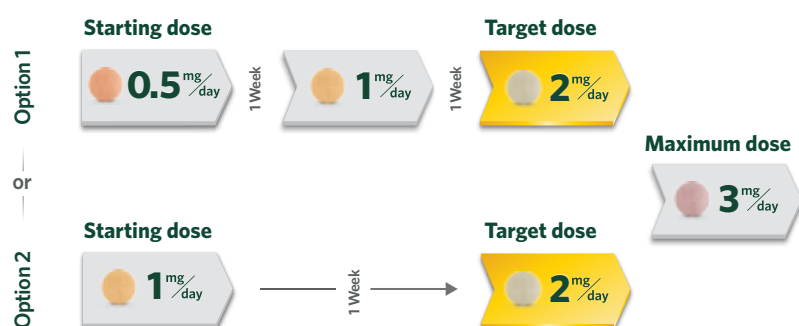 Starting dose
Target dose
Option 1
0.5 mg/day
1 Week
1 mg/day
1 Week
2 mg/day
Maximum dose
3 mg/day
or
Starting dose
Target dose
Option 2
1 mg/day
1 Week
2 mg/day